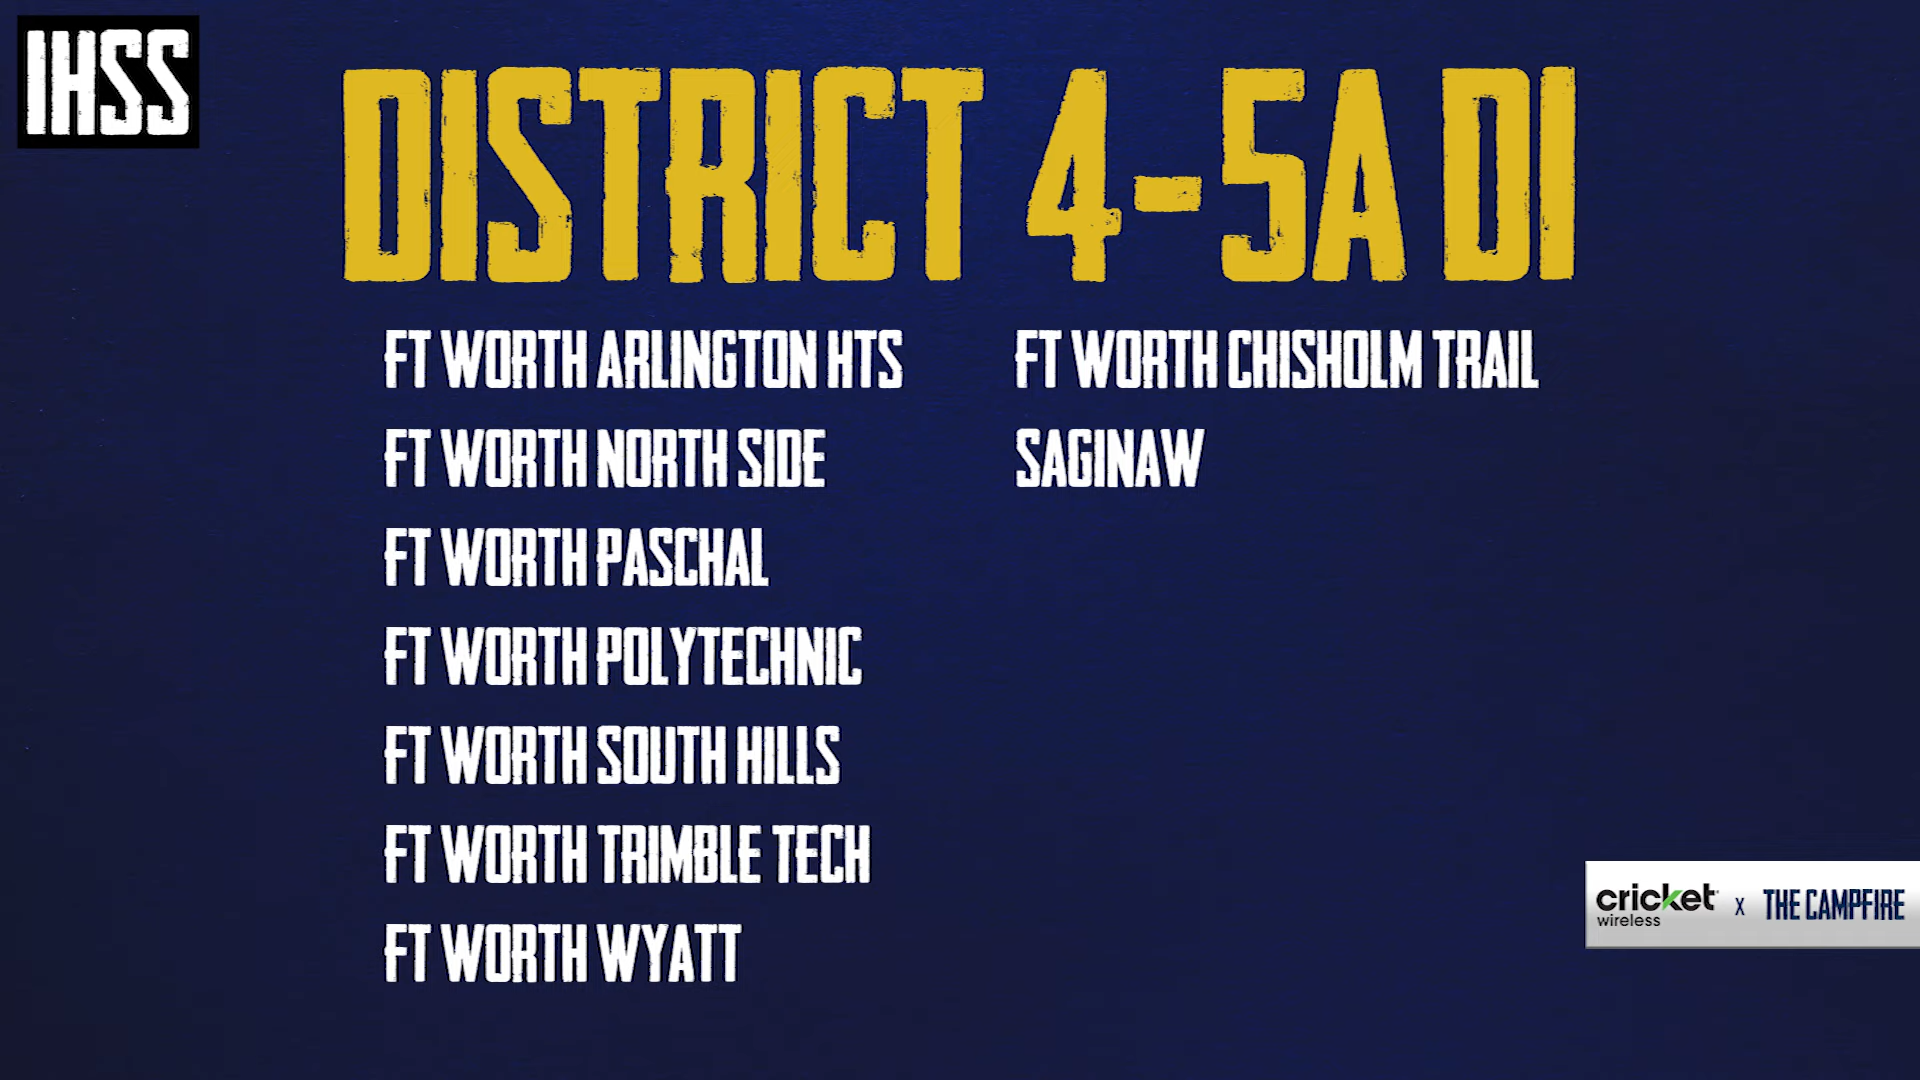 IHSS
DISTRICT 4-5A DI
FT WORTH ARLINGTON HTS
FT WORTH NORTH SIDE
FT WORTH PASCHAL
FT WORTH POLYTECHNIC
FT WORTH SOUTH HILLS
FT WORTH TRIMBLE TECH
FT WORTH WYATT
FT WORTH CHISHOLM TRAIL
SAGINAW
cricket wireless x THE CAMPFIRE